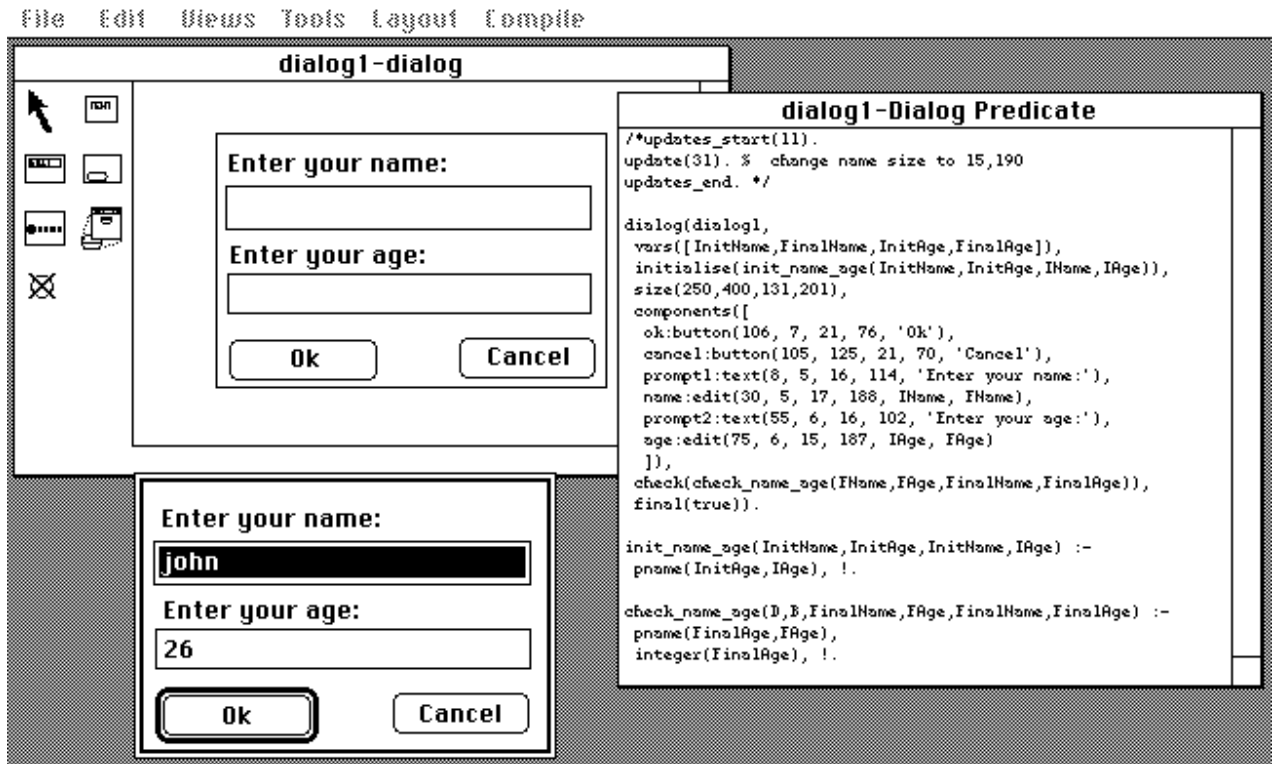 File Edit Views Tools Layout Compile
dialog1-dialog
Enter your name:
Enter your age:
Ok
Cancel
dialog1-Dialog Predicate
/*updates_start(11).
update(31). % change name size to 15,190
updates_end. */
dialog(dialog1,
vars([InitName,FinalName,InitAge,FinalAge]),
initialise(init_name_age(InitName,InitAge,IName,IAge)),
size(250,400,131,201),
components([
ok:button(106, 7, 21, 76, 'Ok'),
cancel:button(105, 125, 21, 70, 'Cancel'),
prompt1:text(8, 5, 16, 114, 'Enter your name:'),
name:edit(30, 5, 17, 188, IName, FName),
prompt2:text(55, 6, 16, 102, 'Enter your age:'),
age:edit(75, 6, 15, 187, IAge, FAge)
]),
check(check_name_age(FName,FAge,FinalName,FinalAge)),
final(true)).
init_name_age(InitName,InitAge,InitName,IAge) :-
pname(InitAge,IAge), !.
check_name_age(D,B,FinalName,FAge,FinalName,FinalAge) :-
pname(FinalAge,FAge),
integer(FinalAge), !.
Enter your name:
john
Enter your age:
26
Ok
Cancel